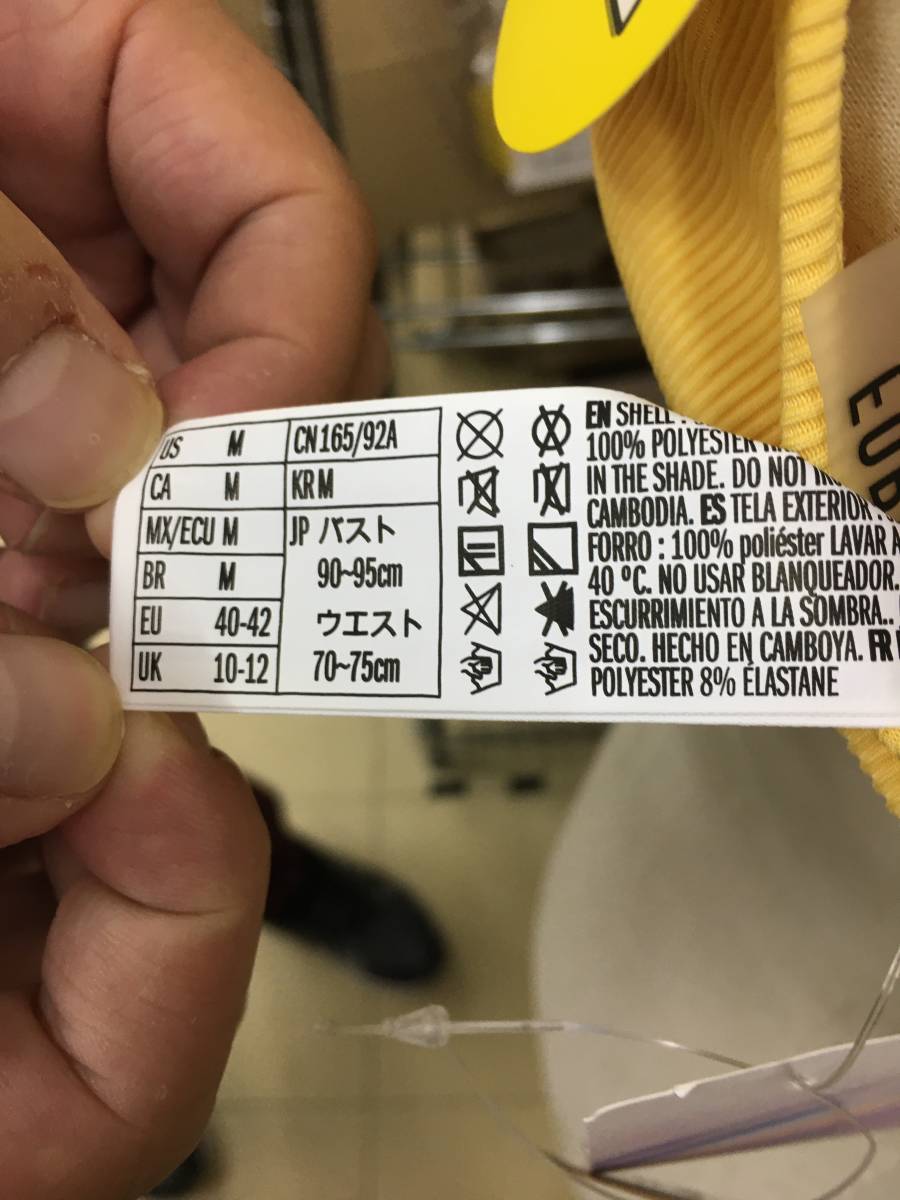 US M
CA M
MX/ECU M
BR M
EU 40-42
UK 10-12
CN 165/92A
KR M
JP バスト
90~95cm
ウエスト
70~75cm
EN SHELL :
100% POLYESTER
IN THE SHADE. DO NOT
CAMBODIA. ES TELA EXTERIOR
FORRO : 100% poliéster LAVAR A
40 ºC. NO USAR BLANQUEADOR.
ESCURRIMIENTO A LA SOMBRA..
SECO. HECHO EN CAMBOYA. FR
POLYESTER 8% ÉLASTANE